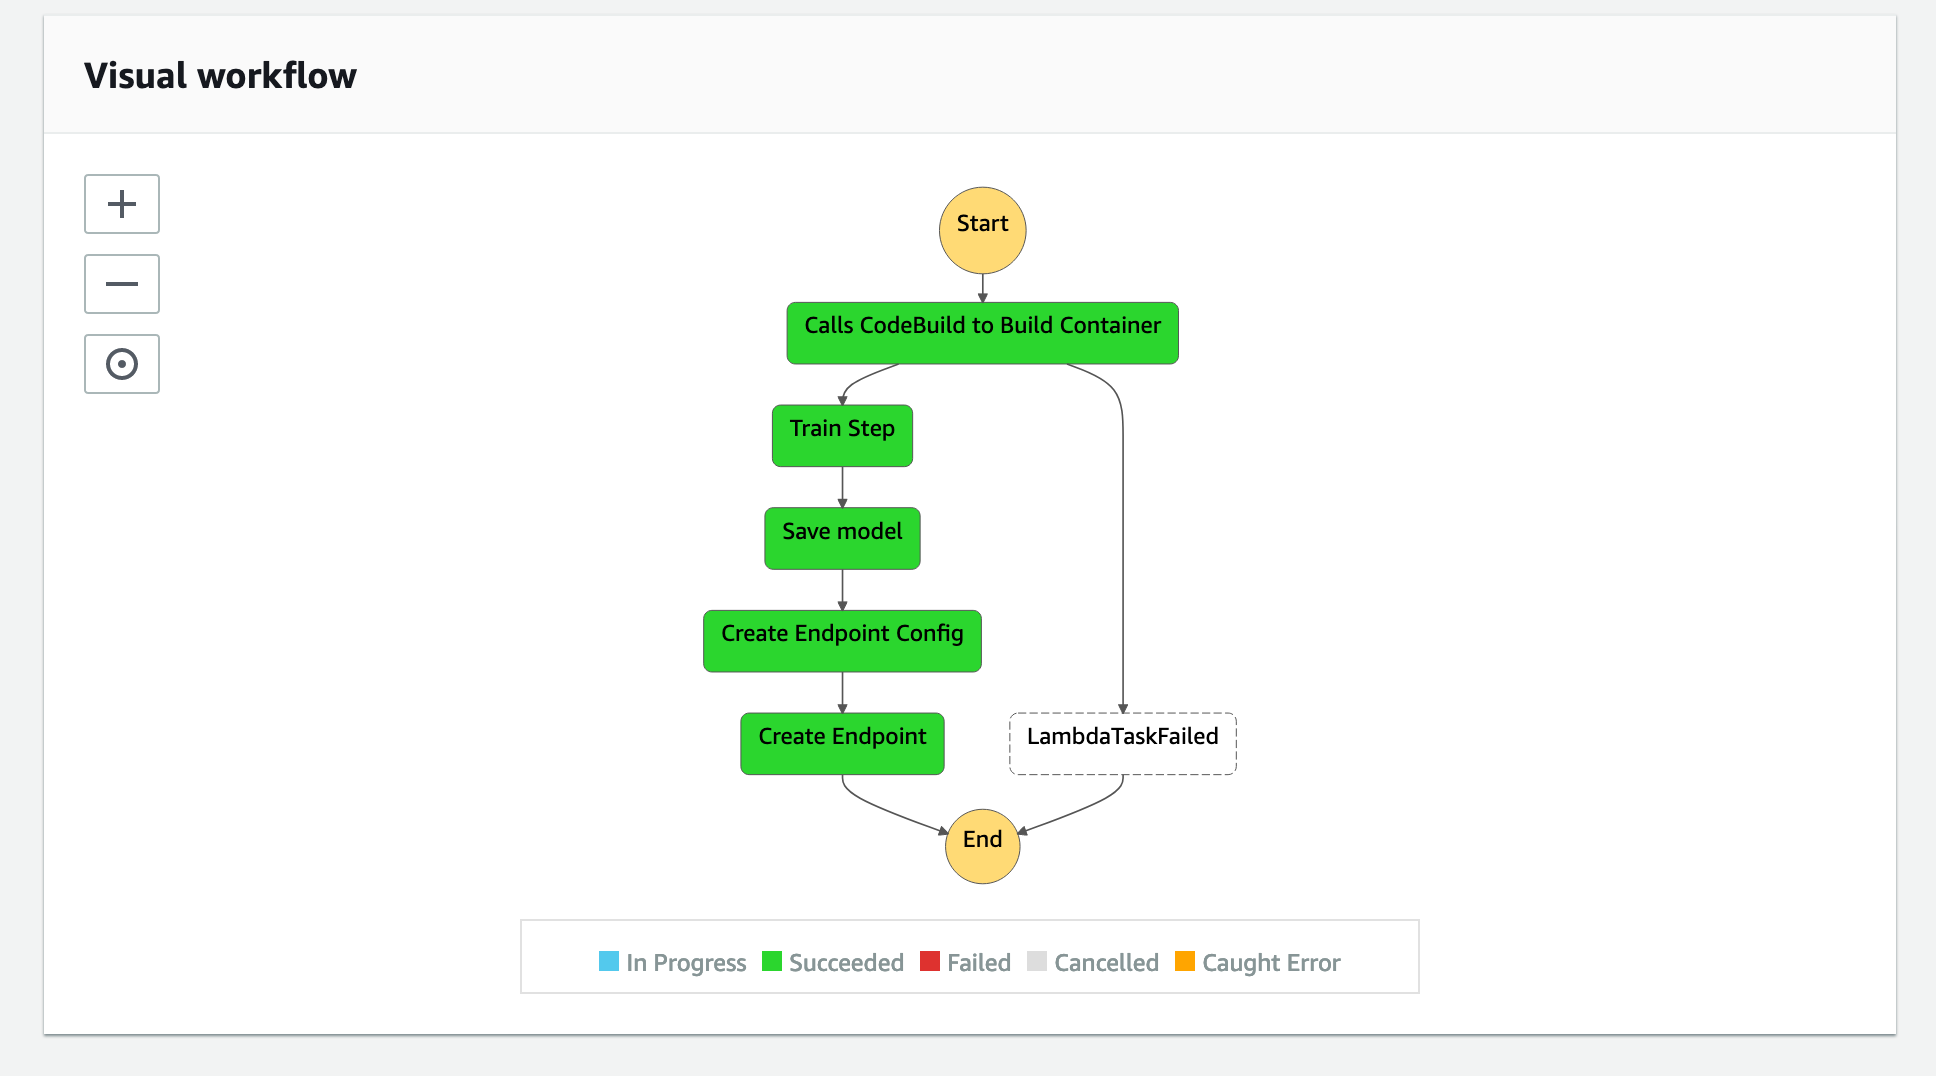 Visual workflow
Start
Calls CodeBuild to Build Container
Train Step
Save model
Create Endpoint Config
Create Endpoint
LambdaTaskFailed
End
In Progress Succeeded Failed Cancelled Caught Error